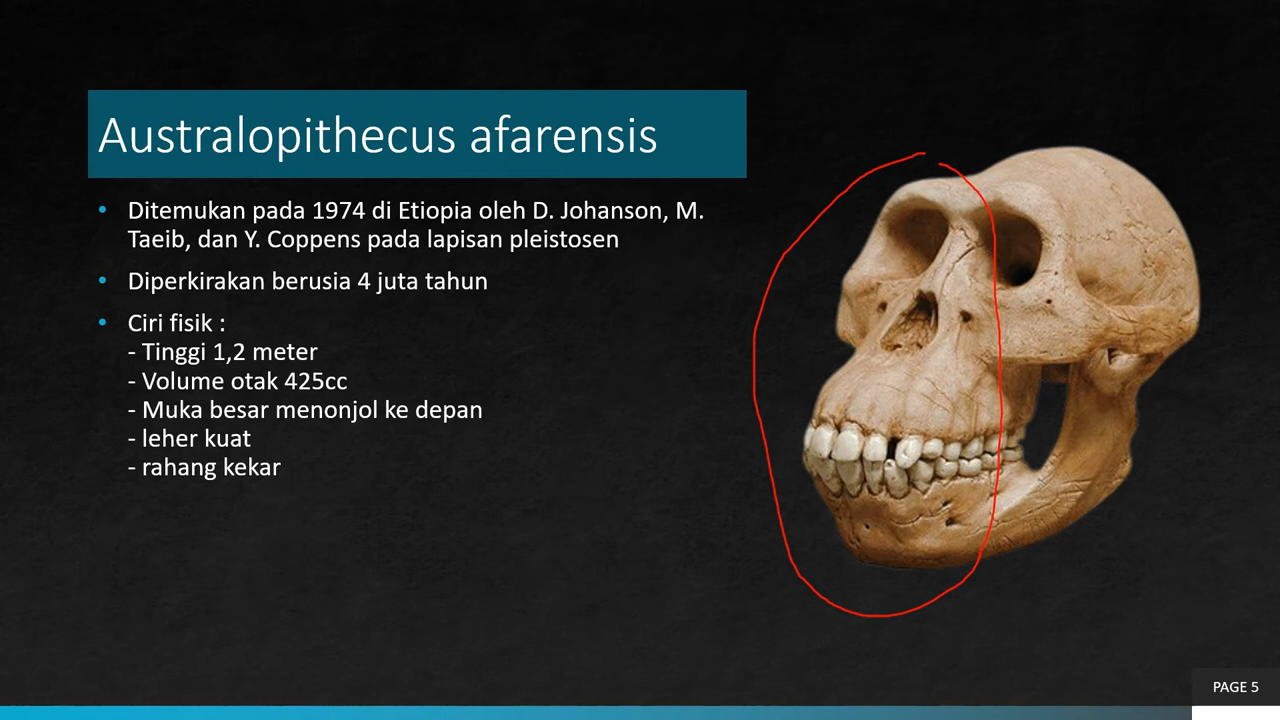 Australopithecus afarensis
• Ditemukan pada 1974 di Etiopia oleh D. Johanson, M.
Taeib, dan Y. Coppens pada lapisan pleistosen
• Diperkirakan berusia 4 juta tahun
• Ciri fisik :
- Tinggi 1,2 meter
- Volume otak 425cc
- Muka besar menonjol ke depan
- leher kuat
- rahang kekar
PAGE 5